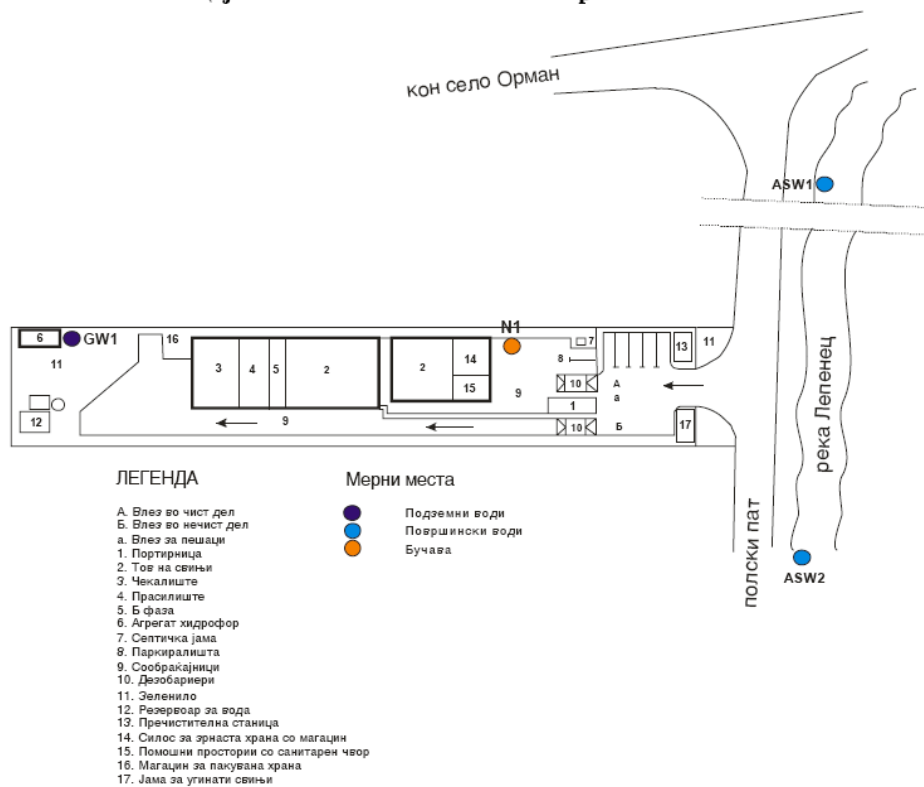 кон село Орман
ASW1
N1
6
GW1
16
7
13
11
11
3
4
5
2
2
14
8
10
А
15
9
а
12
1
9
10
Б
17
река Лепенец
полски пат
ASW2
ЛЕГЕНДА
А. Влез во чист дел
Б. Влез во нечист дел
а. Влез за пешаци
1. Портирница
2. Тов на свињи
3. Чекалиште
4. Прасилиште
5. Б фаза
6. Агрегат хидрофор
7. Септичка јама
8. Паркиралишта
9. Сообраќајници
10. Дезобариери
11. Зеленило
12. Резервоар за вода
13. Пречистителна станица
14. Силос за зрнаста храна со магацин
15. Помошни простории со санитарен чвор
16. Магацин за пакувана храна
17. Јама за угинати свињи
Мерни места
Подземни води
Површински води
Бучава